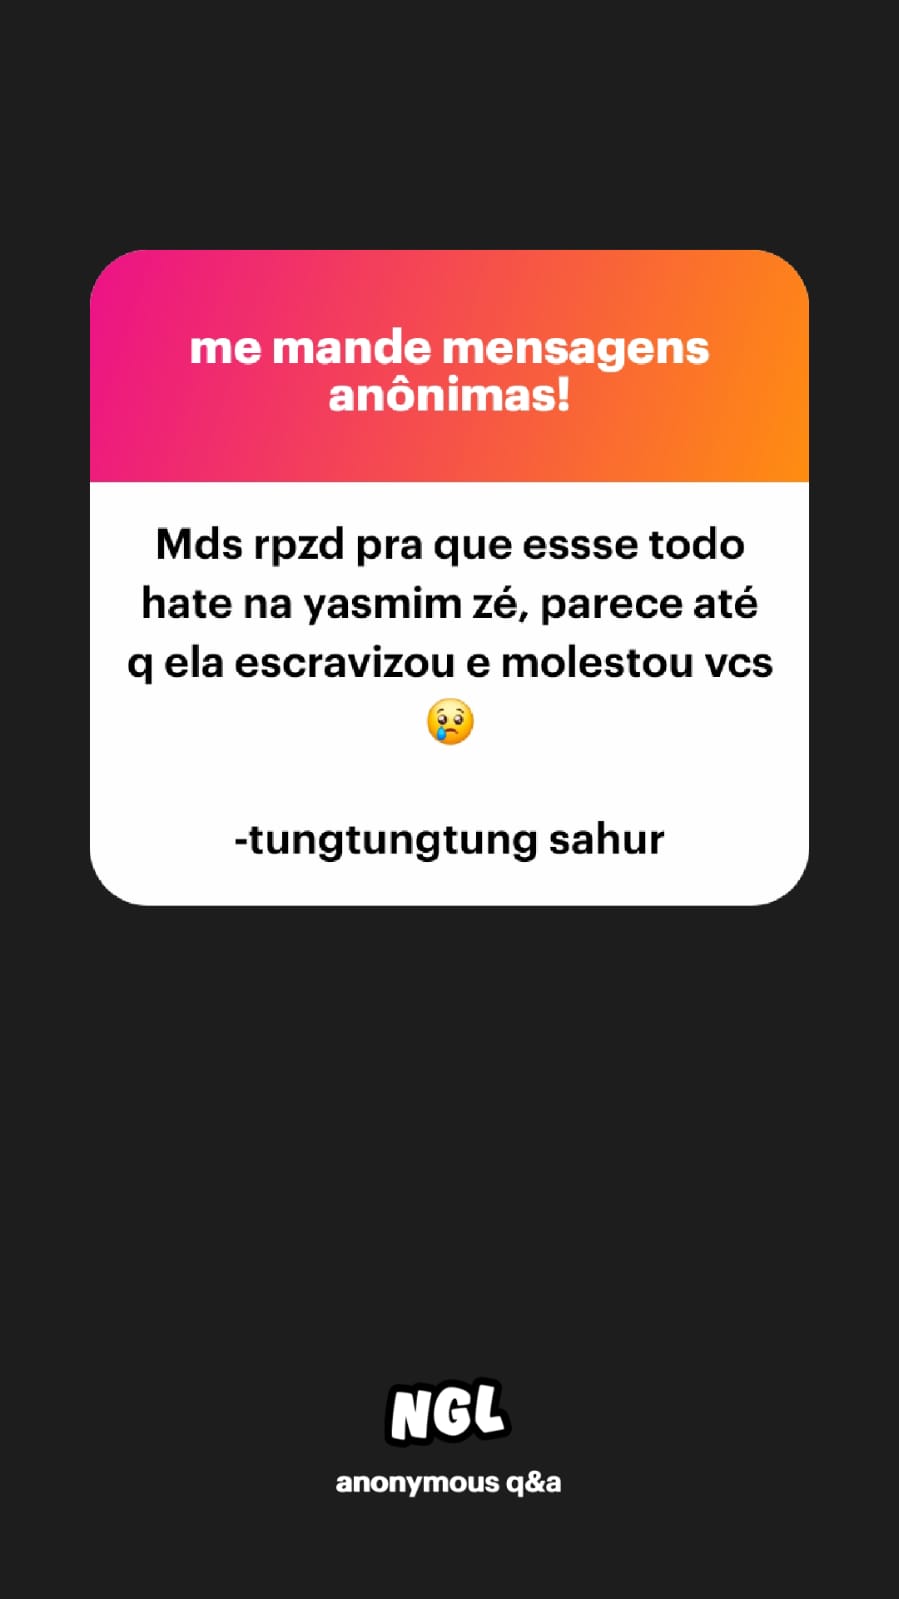 me mande mensagens
anônimas!
Mds rpzd pra que essse todo
hate na yasmim zé, parece até
q ela escravizou e molestou vcs
😢
-tungtungtung sahur
NGL
anonymous q&a